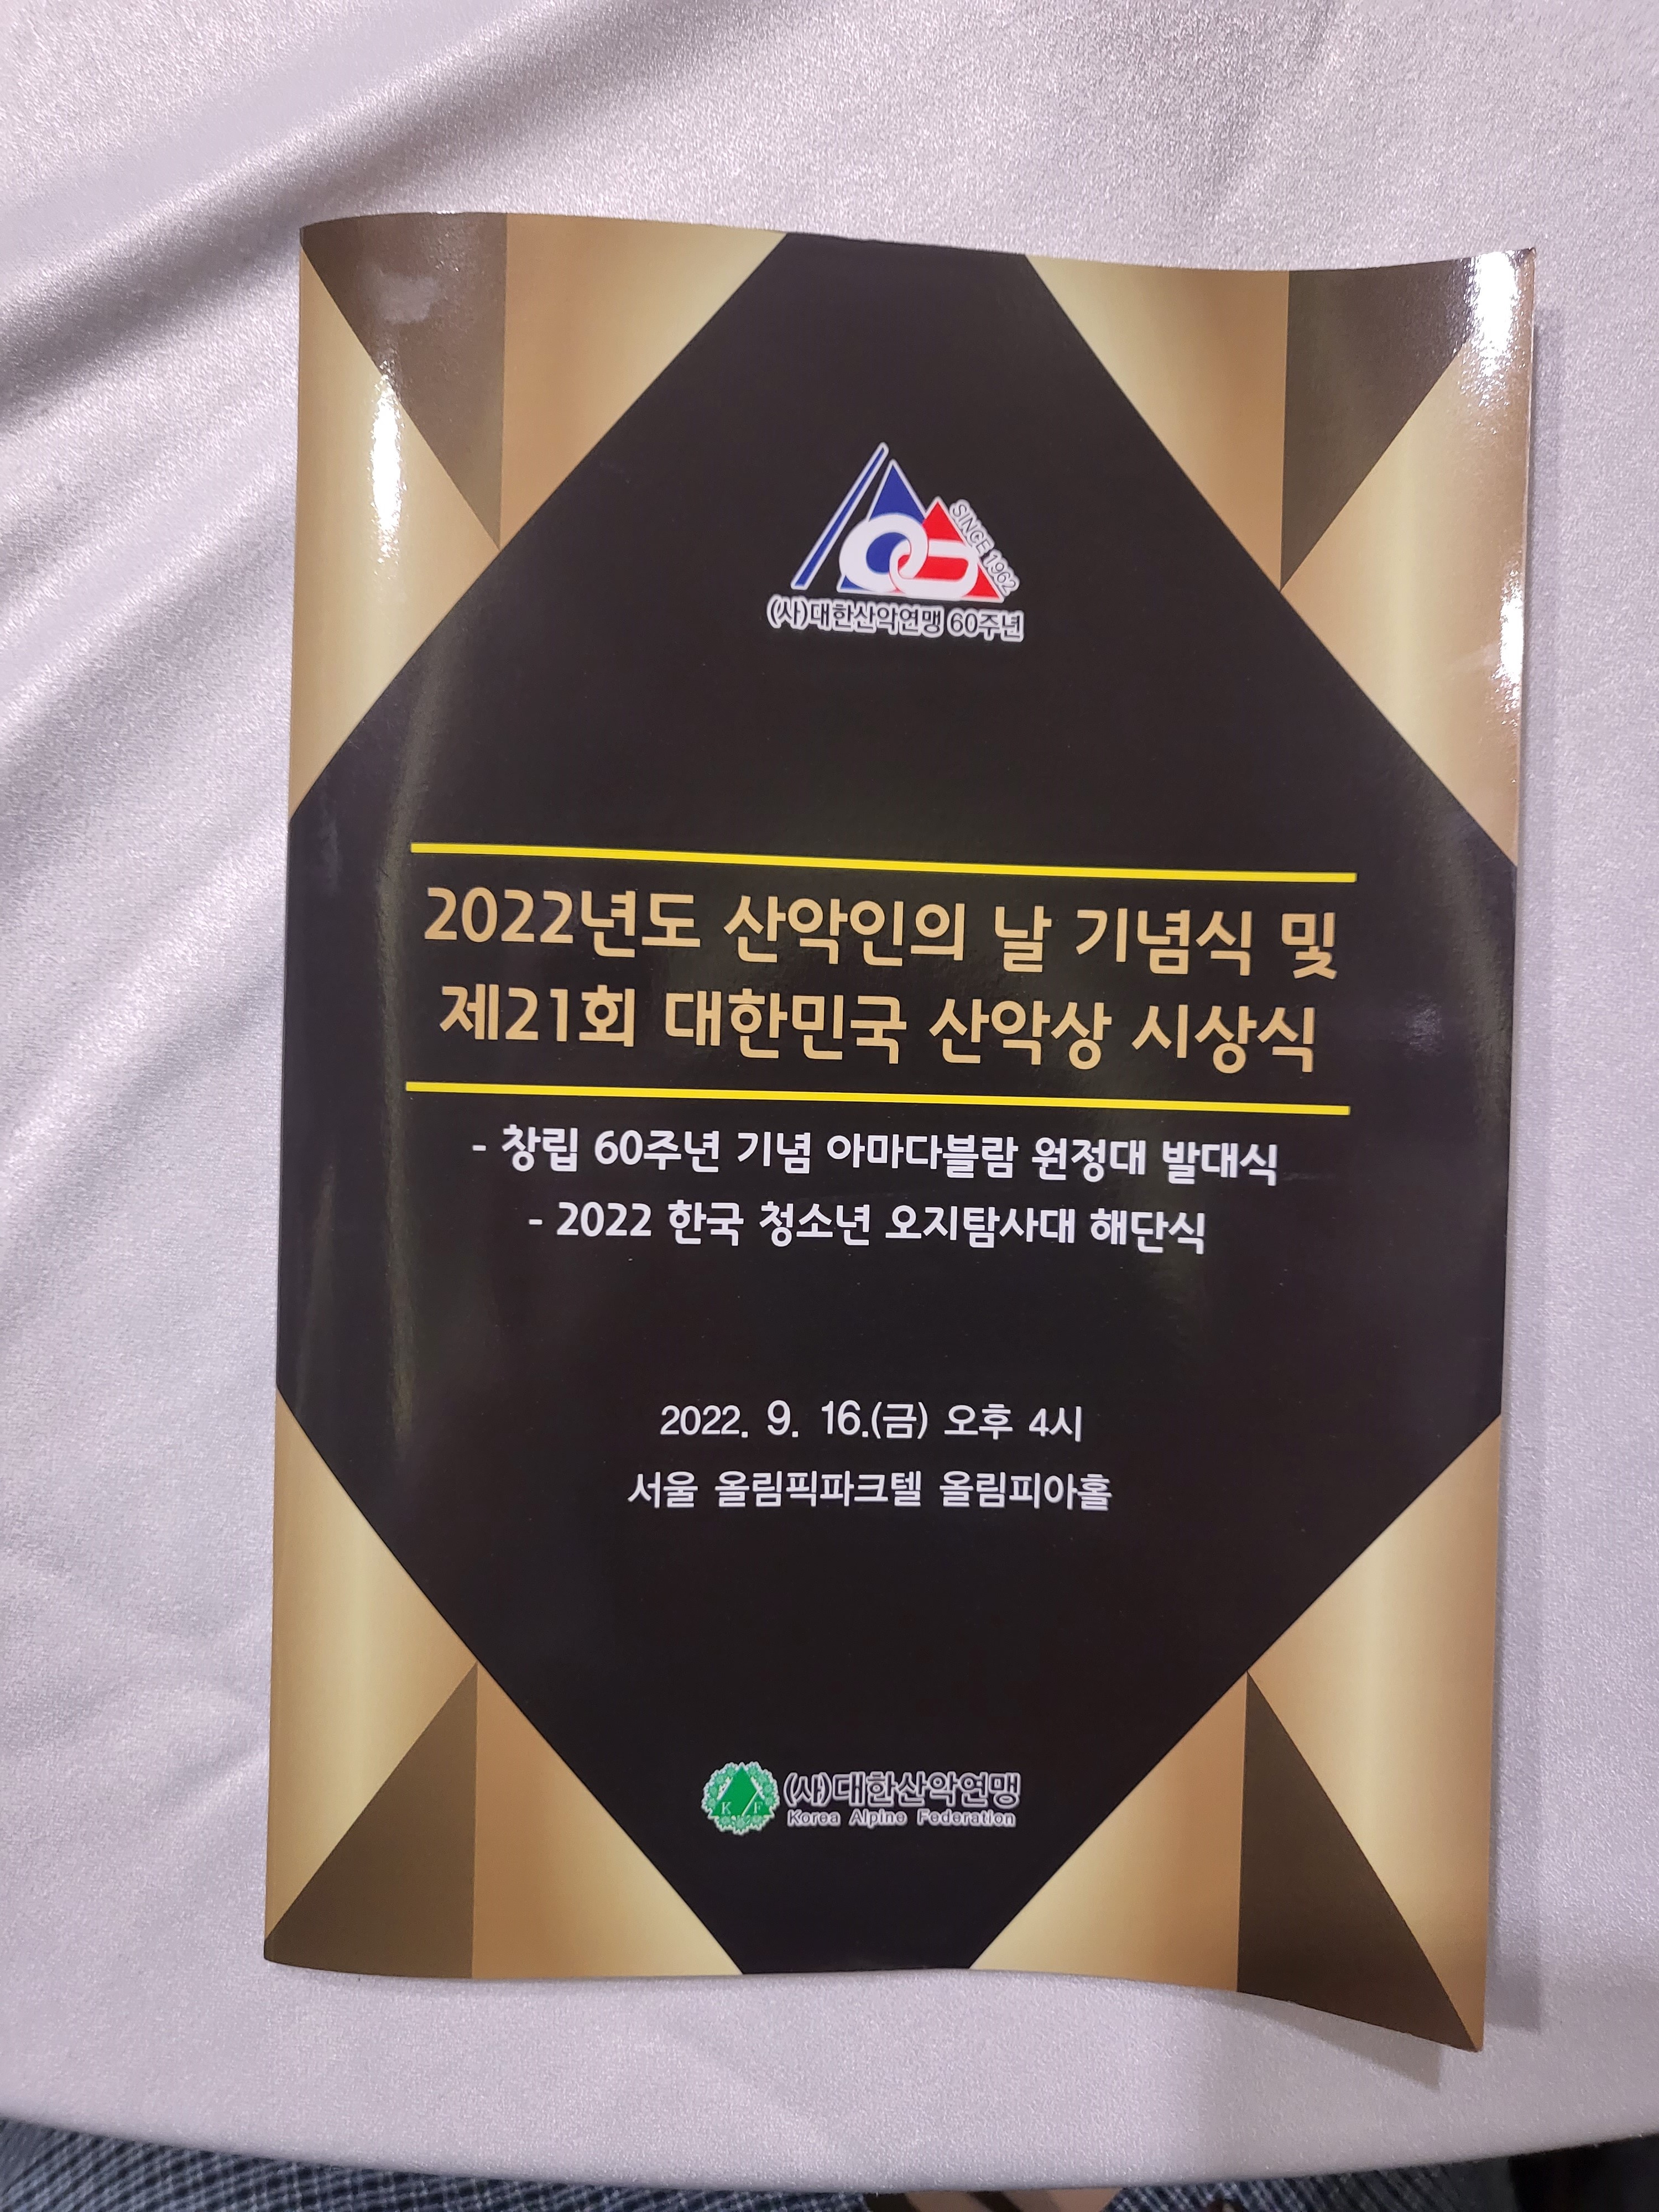 SINCE 1962
(사)대한산악연맹 60주년
2022년도 산악인의 날 기념식 및
제21회 대한민국 산악상 시상식
- 창립 60주년 기념 아마다블람 원정대 발대식
- 2022 한국 청소년 오지탐사대 해단식
2022. 9. 16.(금) 오후 4시
서울 올림픽파크텔 올림피아홀
K F
(사)대한산악연맹
Korea Alpine Federation